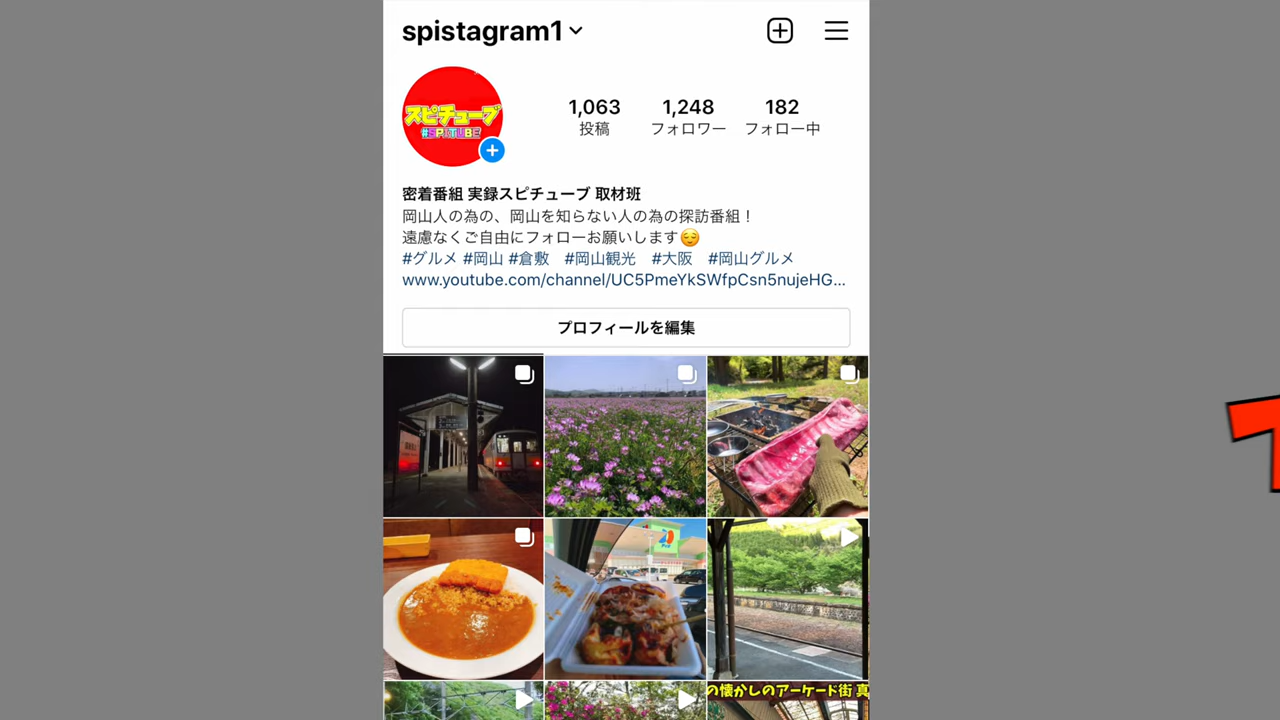 spistagram1
スピチューブ
#SPITUBE
1,063 1,248 182
投稿 フォロワー フォロー中
密着番組 実録スピチューブ 取材班
岡山人の為の、岡山を知らない人の為の探訪番組！
遠慮なくご自由にフォローお願いします😌
#グルメ #岡山 #倉敷　#岡山観光　#大阪　#岡山グルメ
www.youtube.com/channel/UC5PmeYkSWfpCsn5nujeHG...
プロフィールを編集
の懐かしのアーケード街 真